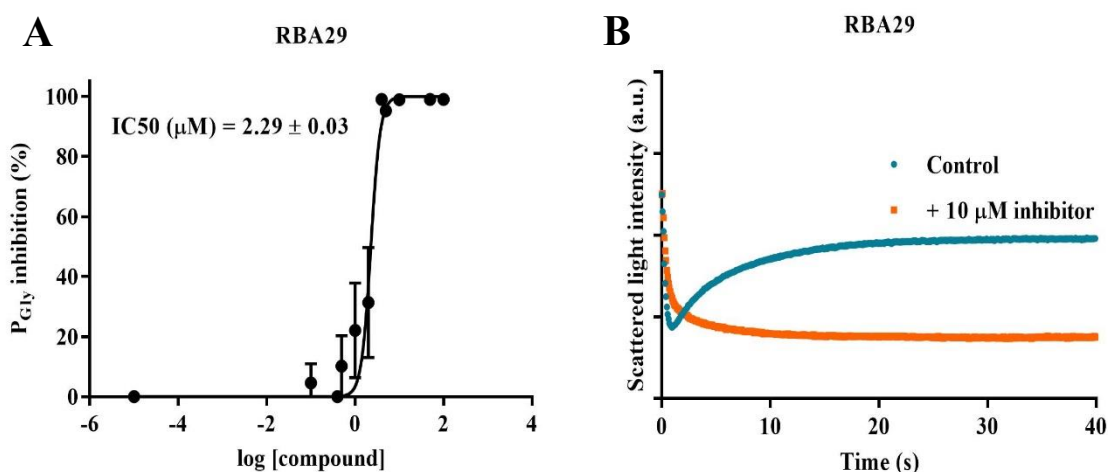 A
RBA29
P_Gly inhibition (%)
100
80
60
40
20
0
IC50 (μM) = 2.29 ± 0.03
-6
-4
-2
0
2
4
log [compound]
B
RBA29
Scattered light intensity (a.u.)
Control
+ 10 μM inhibitor
0
10
20
30
40
Time (s)